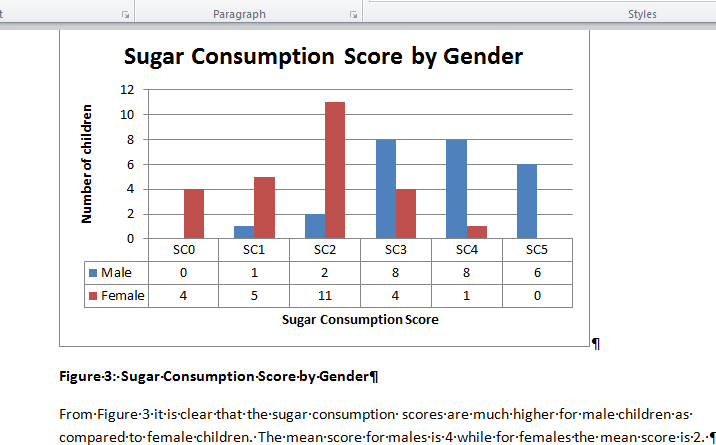 t Paragraph Styles
Sugar Consumption Score by Gender
12
10
8
6
4
2
0
Number of children
SC0 SC1 SC2 SC3 SC4 SC5
Male 0 1 2 8 8 6
Female 4 5 11 4 1 0
Sugar Consumption Score
¶
Figure·3:·Sugar·Consumption·Score·by·Gender¶
From·Figure·3·it·is·clear·that·the·sugar·consumption· scores·are·much·higher·for·male·children·as·
compared·to·female·children.·The·mean·score·for·males·is·4·while·for·females·the·mean·score·is·2.·¶